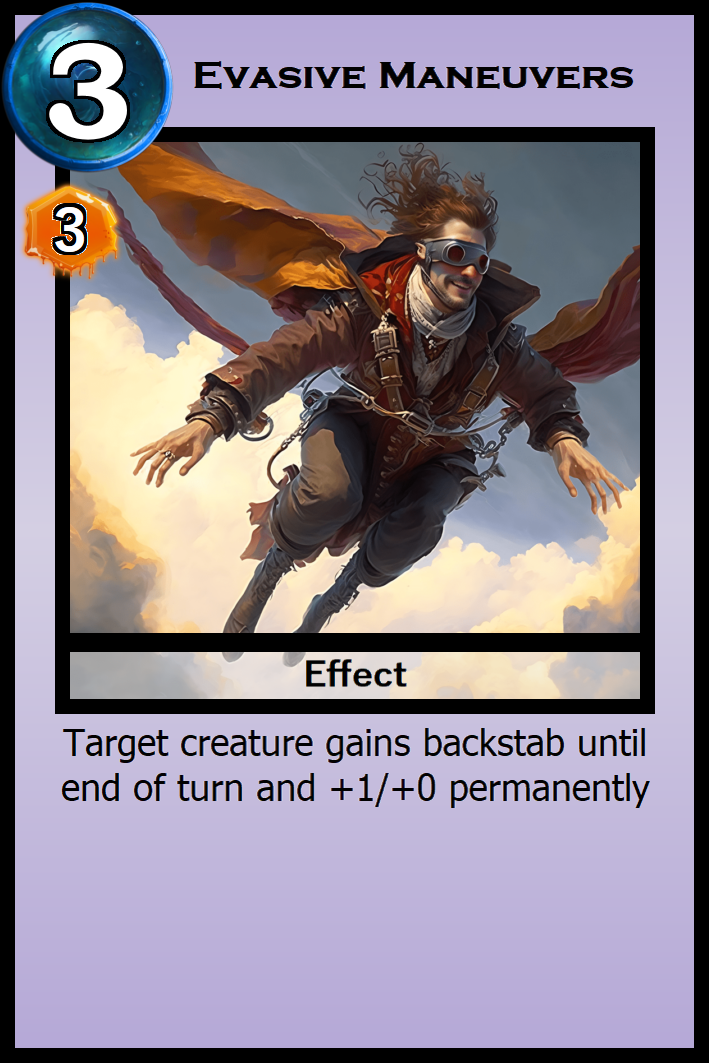 3
Evasive Maneuvers
3
Effect
Target creature gains backstab until
end of turn and +1/+0 permanently